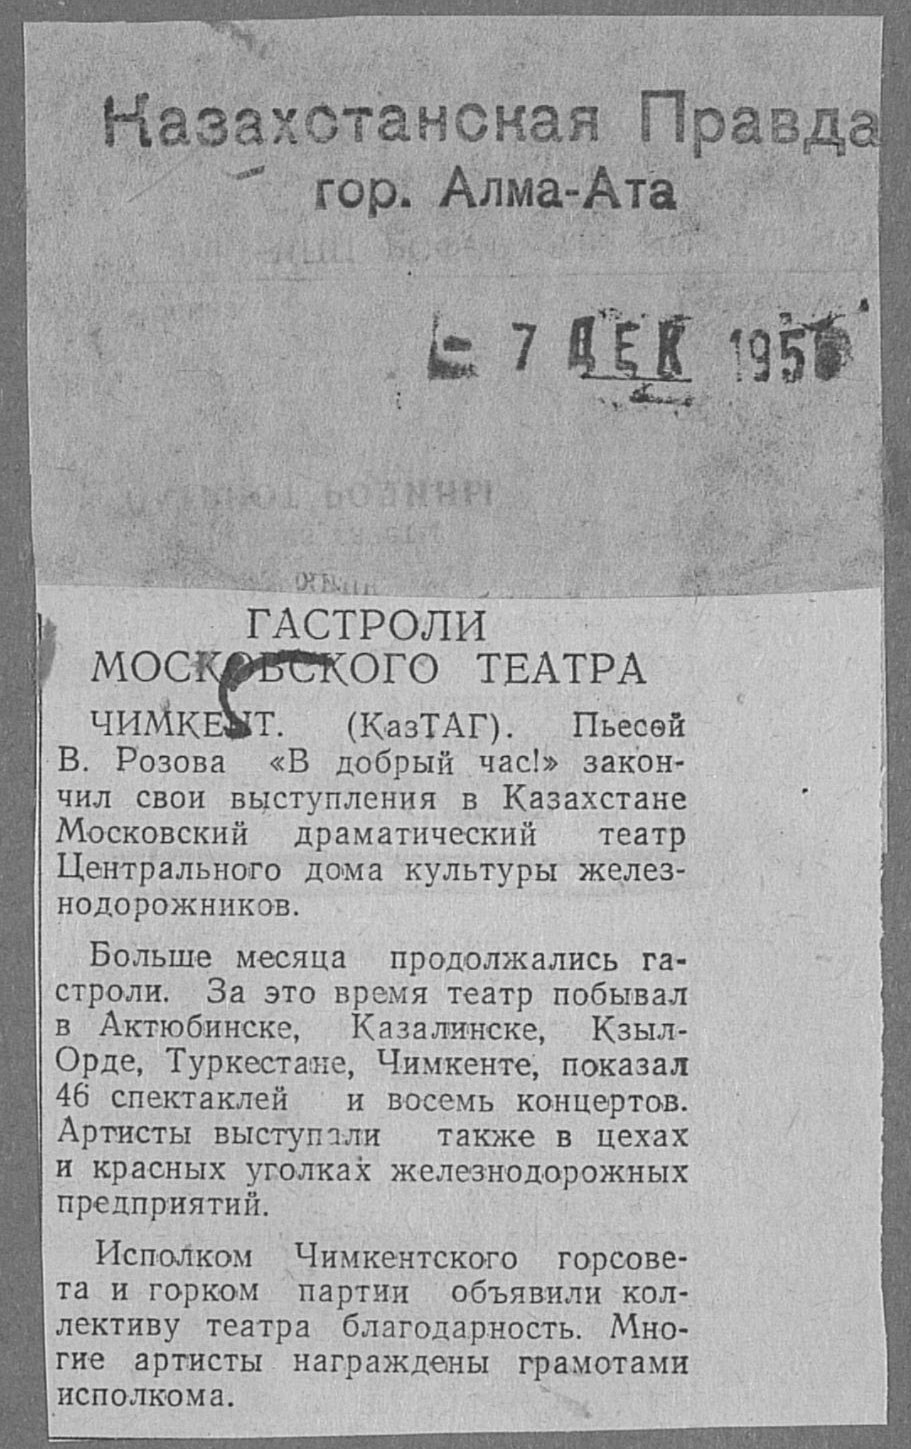 Казахстанская Правда
гор. Алма-Ата
- 7 ДЕК 195
ГАСТРОЛИ
МОСКОВСКОГО ТЕАТРА
ЧИМКЕНТ. (КазТАГ). Пьесой
В. Розова «В добрый час!» закон-
чил свои выступления в Казахстане
Московский драматический театр
Центрального дома культуры желез-
нодорожников.
Больше месяца продолжались га-
строли. За это время театр побывал
в Актюбинске, Казалинске, Кзыл-
Орде, Туркестане, Чимкенте, показал
46 спектаклей и восемь концертов.
Артисты выступали также в цехах
и красных уголках железнодорожных
предприятий.
Исполком Чимкентского горсове-
та и горком партии объявили кол-
лективу театра благодарность. Мно-
гие артисты награждены грамотами
исполкома.